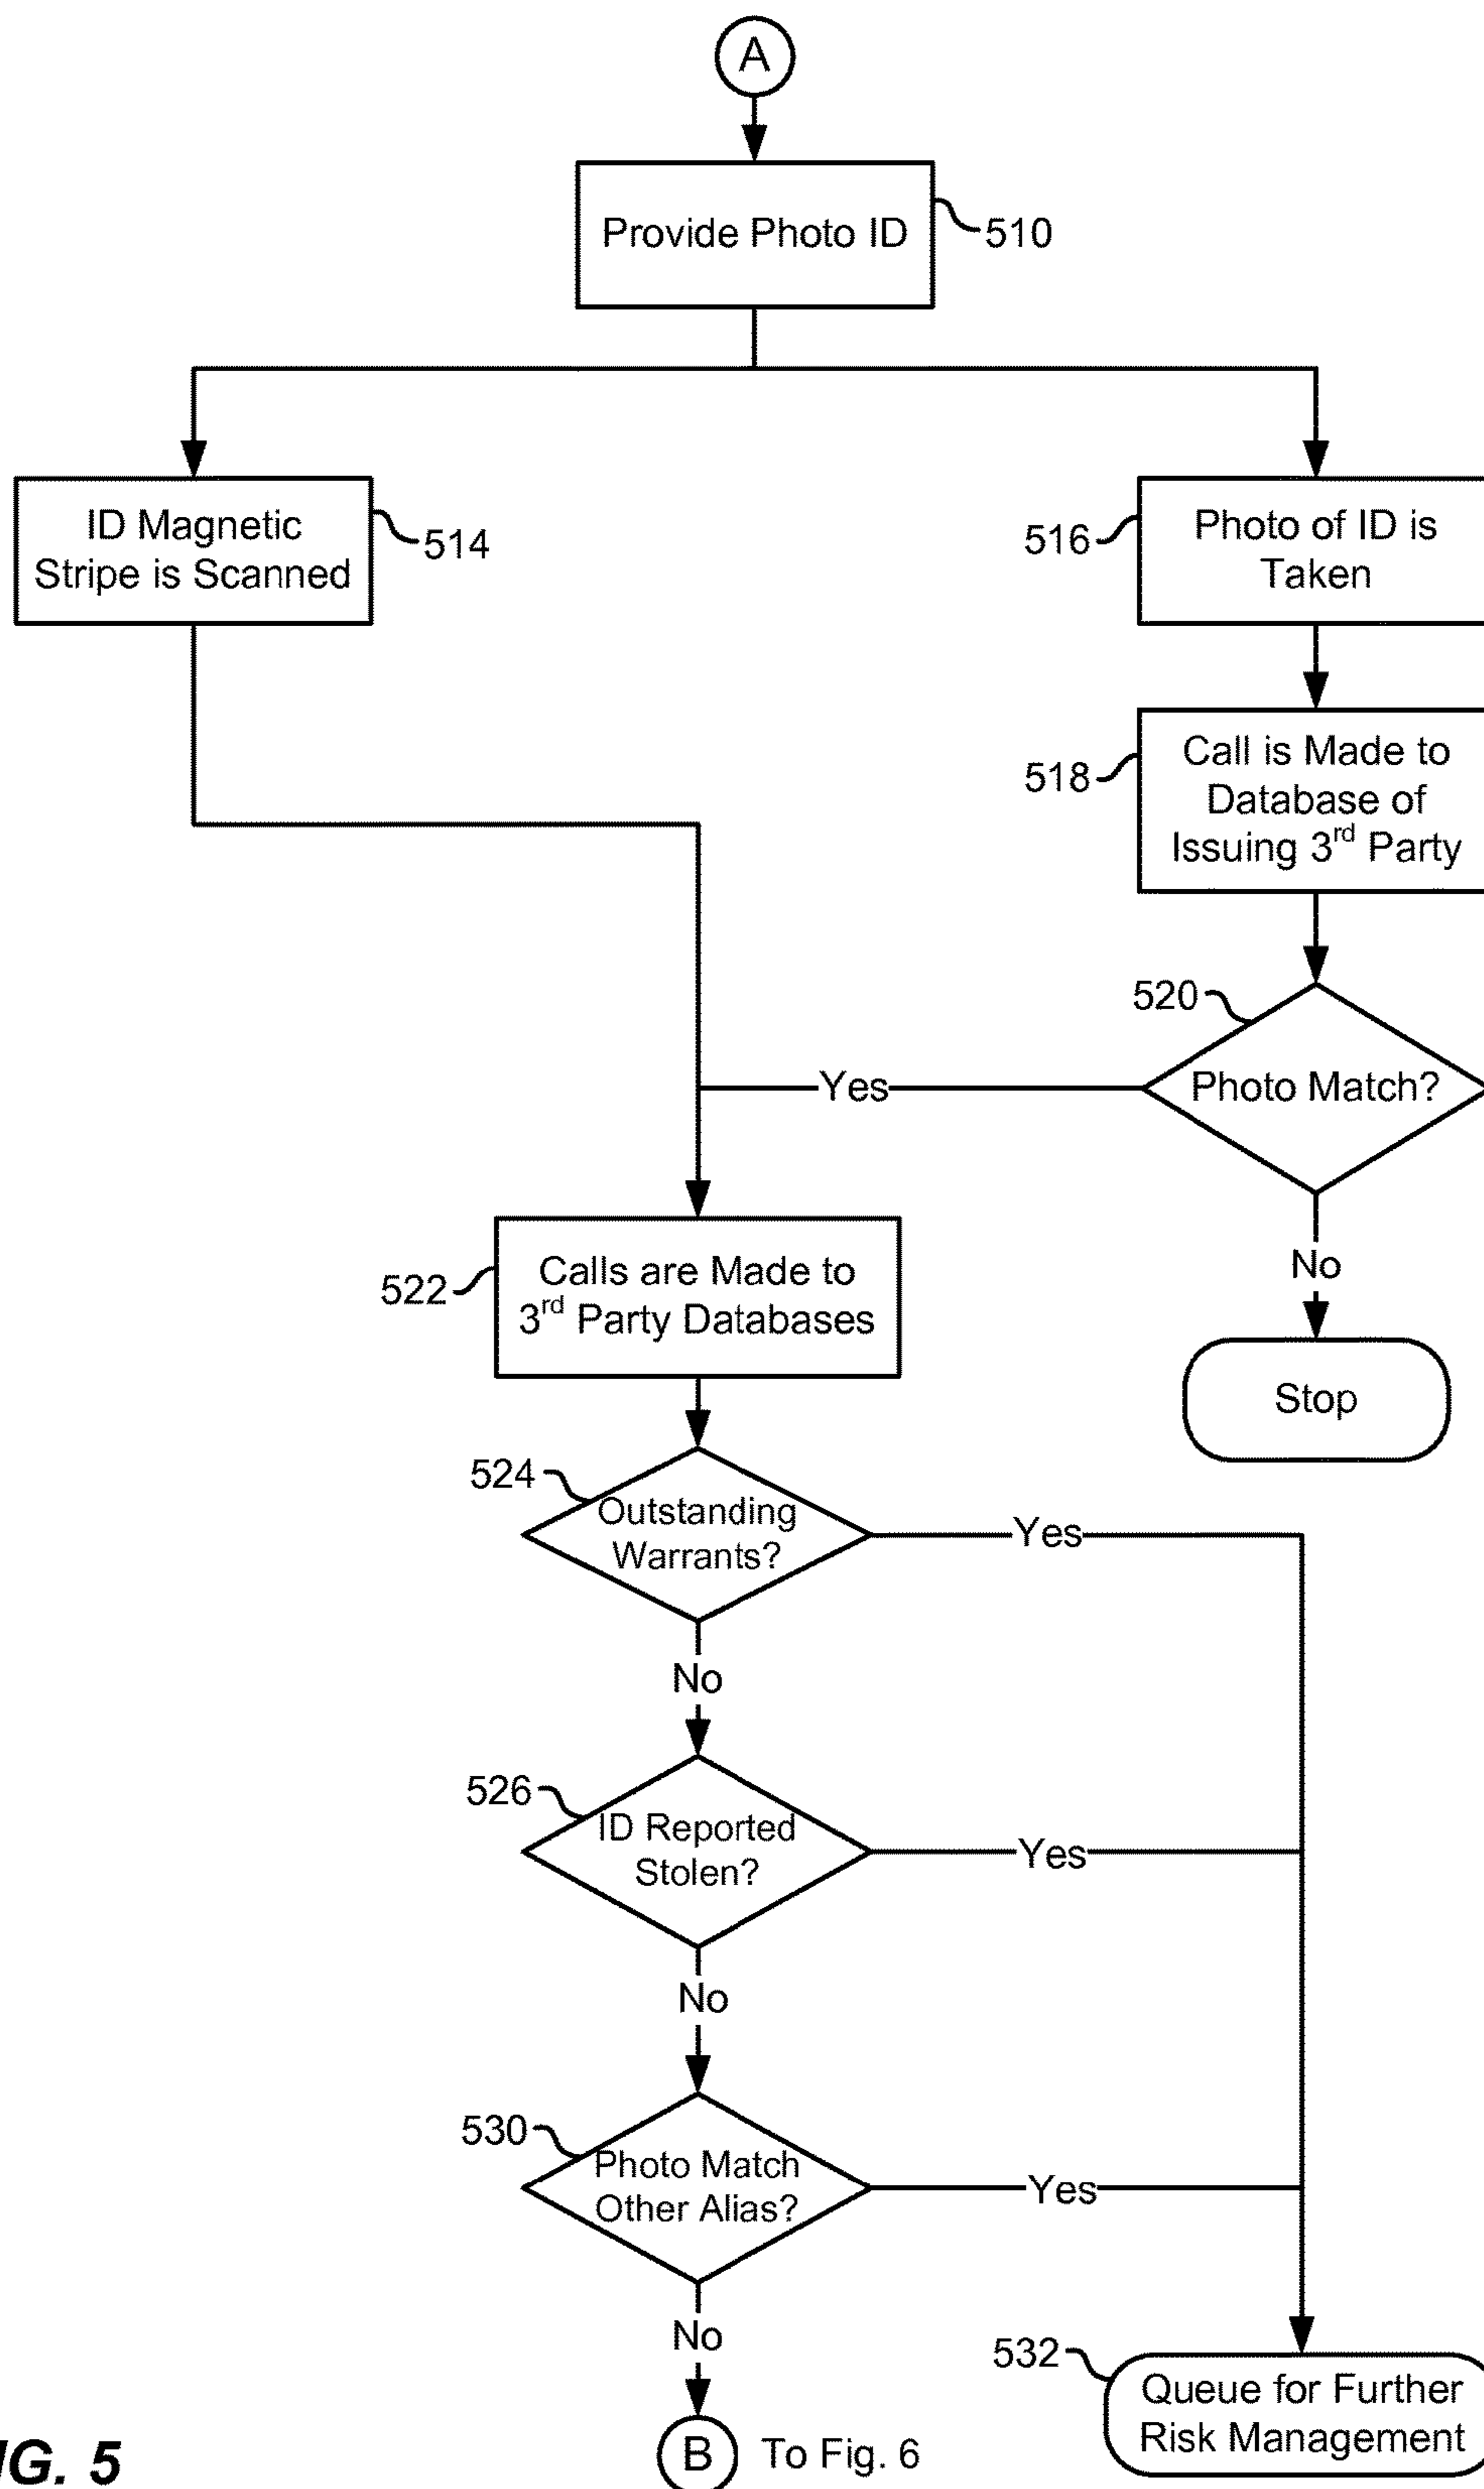 A
Provide Photo ID
510
ID Magnetic
Stripe is Scanned
514
516
Photo of ID is
Taken
518
Call is Made to
Database of
Issuing 3rd Party
520
Photo Match?
Yes
No
Stop
522
Calls are Made to
3rd Party Databases
524
Outstanding
Warrants?
Yes
No
526
ID Reported
Stolen?
Yes
No
530
Photo Match
Other Alias?
Yes
No
532
Queue for Further
Risk Management
B
To Fig. 6
IG. 5